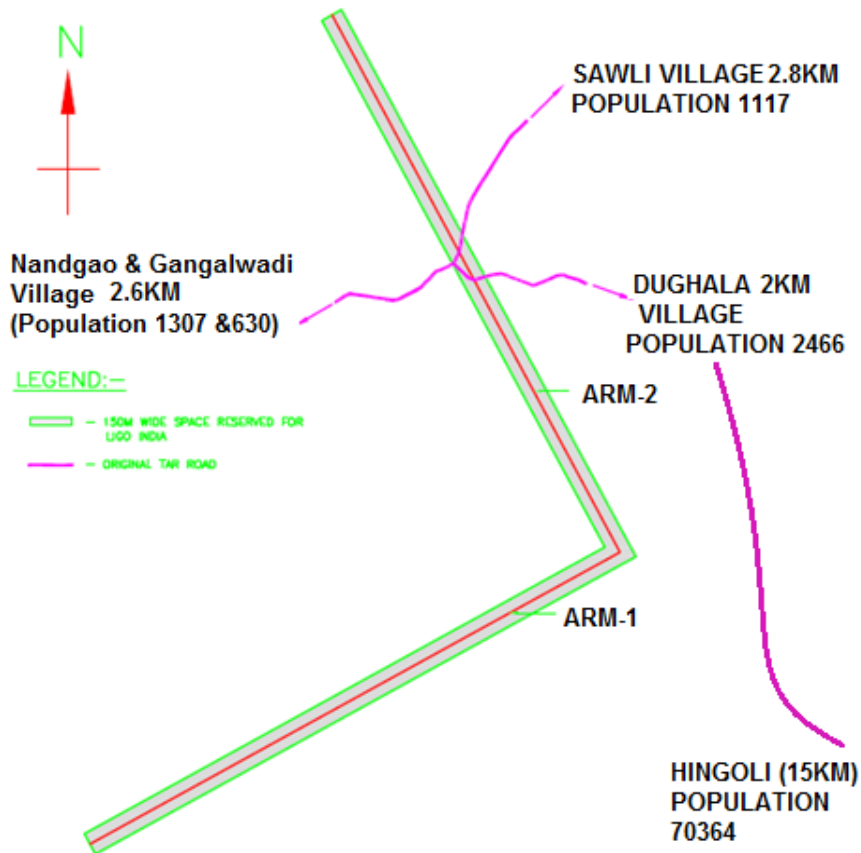 N
SAWLI VILLAGE 2.8KM
POPULATION 1117
Nandgao & Gangalwadi
Village 2.6KM
(Population 1307 &630)
DUGHALA 2KM
VILLAGE
POPULATION 2466
LEGEND:—
— 150M WIDE SPACE RESERVED FOR
LIGO INDIA
— ORIGINAL TAR ROAD
ARM-2
ARM-1
HINGOLI (15KM)
POPULATION
70364